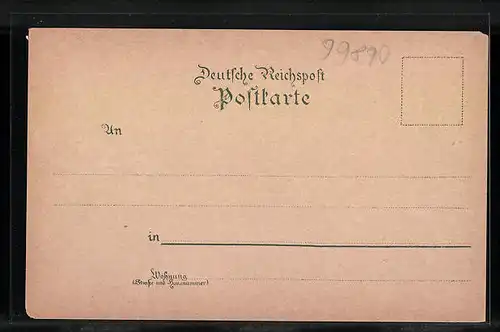 99890
Deutsche Reichspost
Postkarte
An
in
Wohnung
(Straße und Hausnummer)